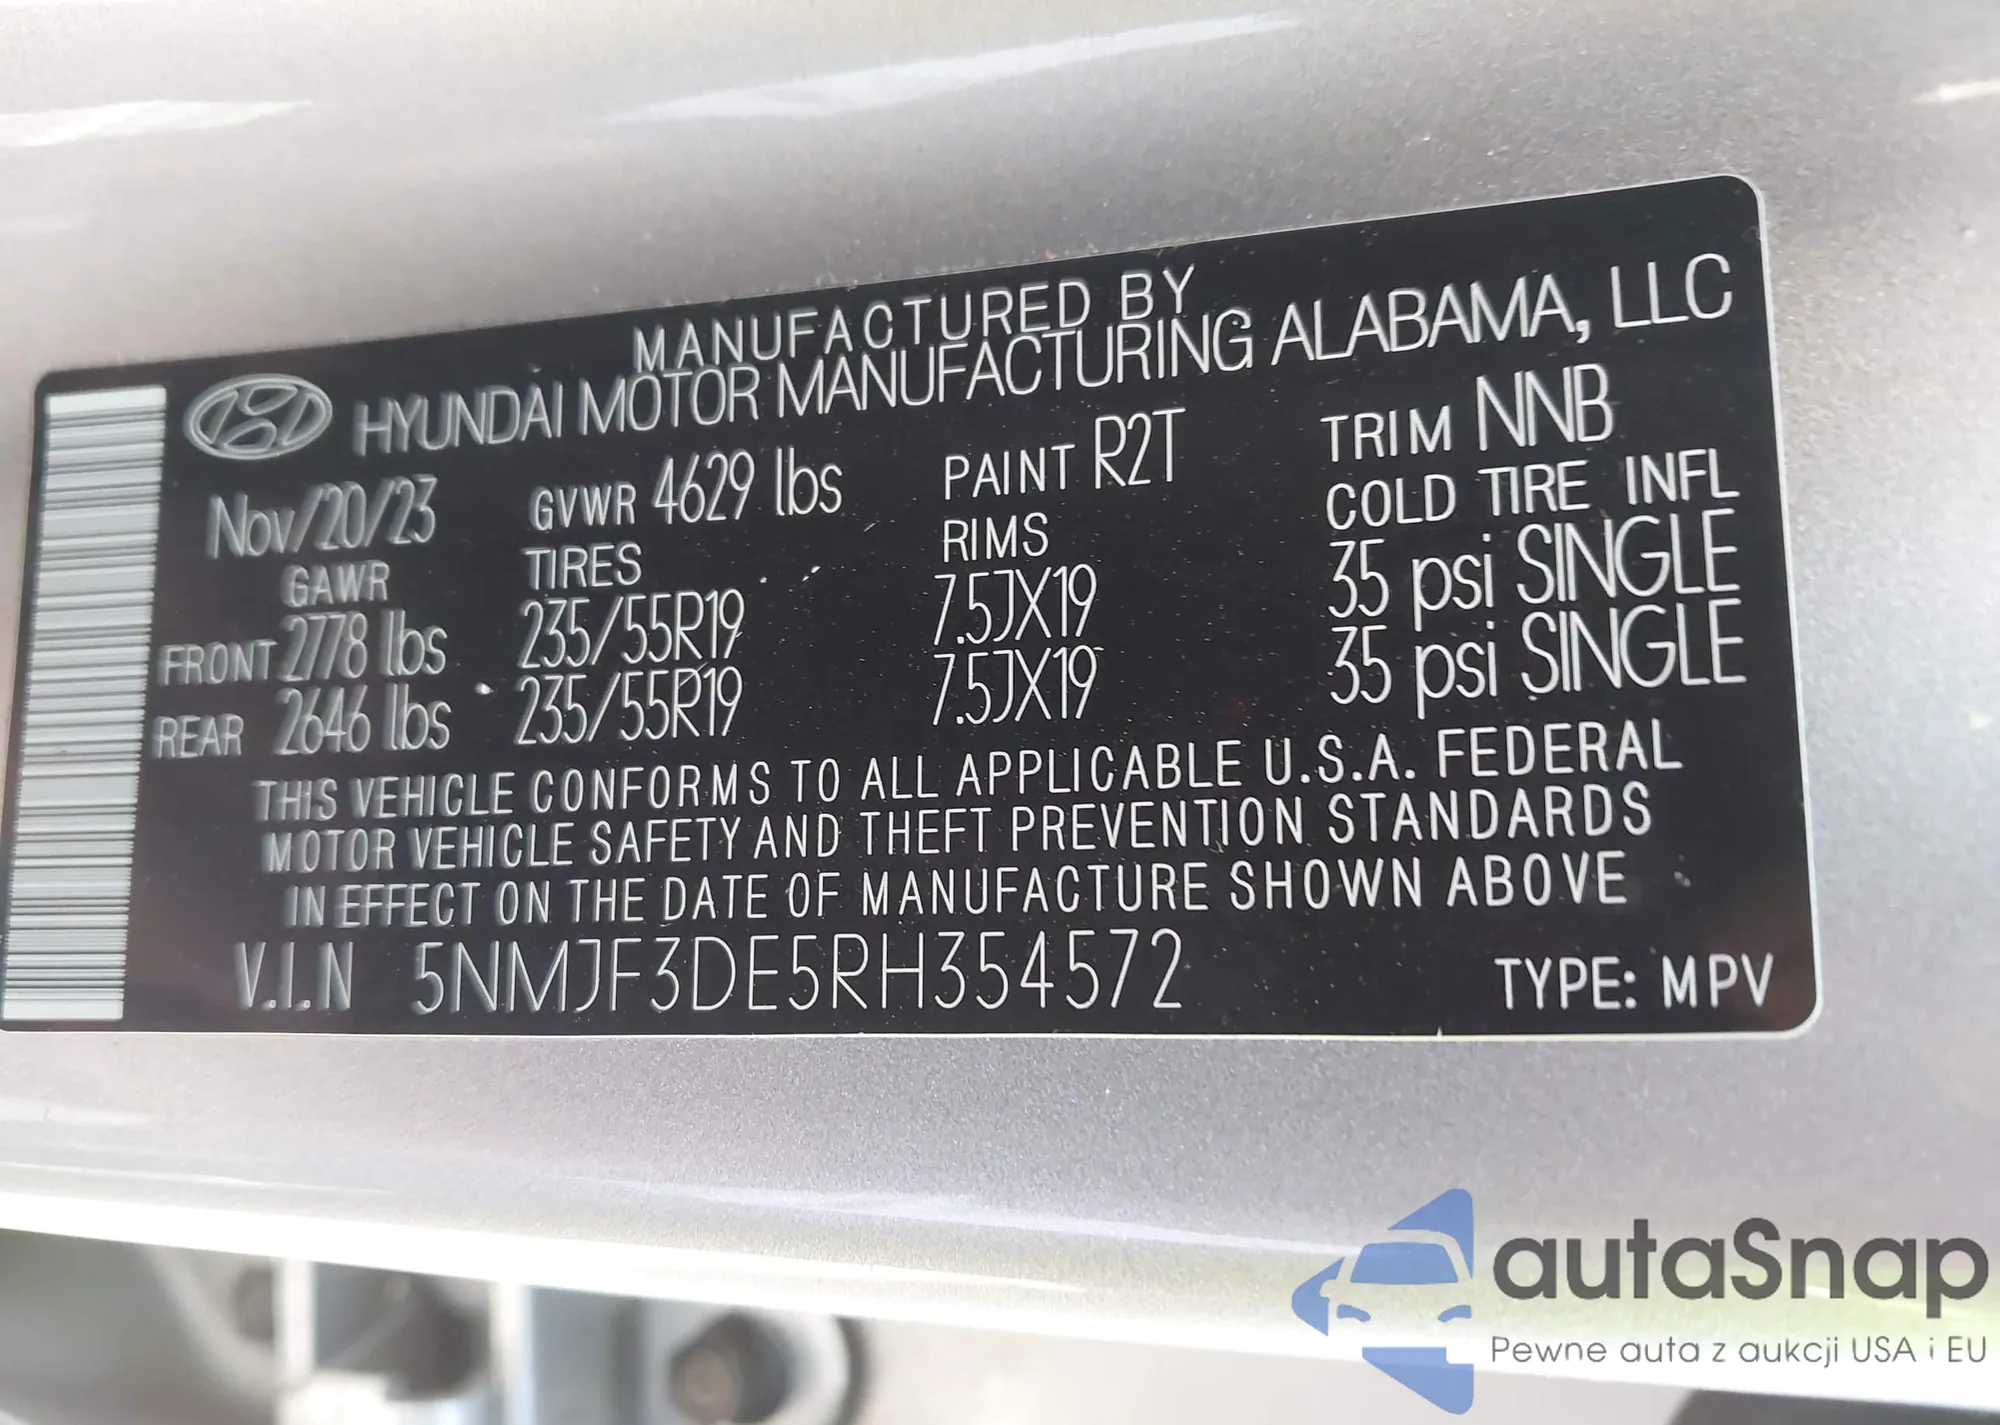 MANUFACTURED BY
HYUNDAI MOTOR MANUFACTURING ALABAMA, LLC
Nov/20/23 GVWR 4629 lbs PAINT R2T TRIM NNB
GAWR TIRES RIMS COLD TIRE INFL
FRONT 2778 lbs 235/55R19 7.5JX19 35 psi SINGLE
REAR 2646 lbs 235/55R19 7.5JX19 35 psi SINGLE
THIS VEHICLE CONFORMS TO ALL APPLICABLE U.S.A. FEDERAL
MOTOR VEHICLE SAFETY AND THEFT PREVENTION STANDARDS
IN EFFECT ON THE DATE OF MANUFACTURE SHOWN ABOVE
V.I.N 5NMJF3DE5RH354572 TYPE: MPV
autaSnap
Pewne auta z aukcji USA i EU